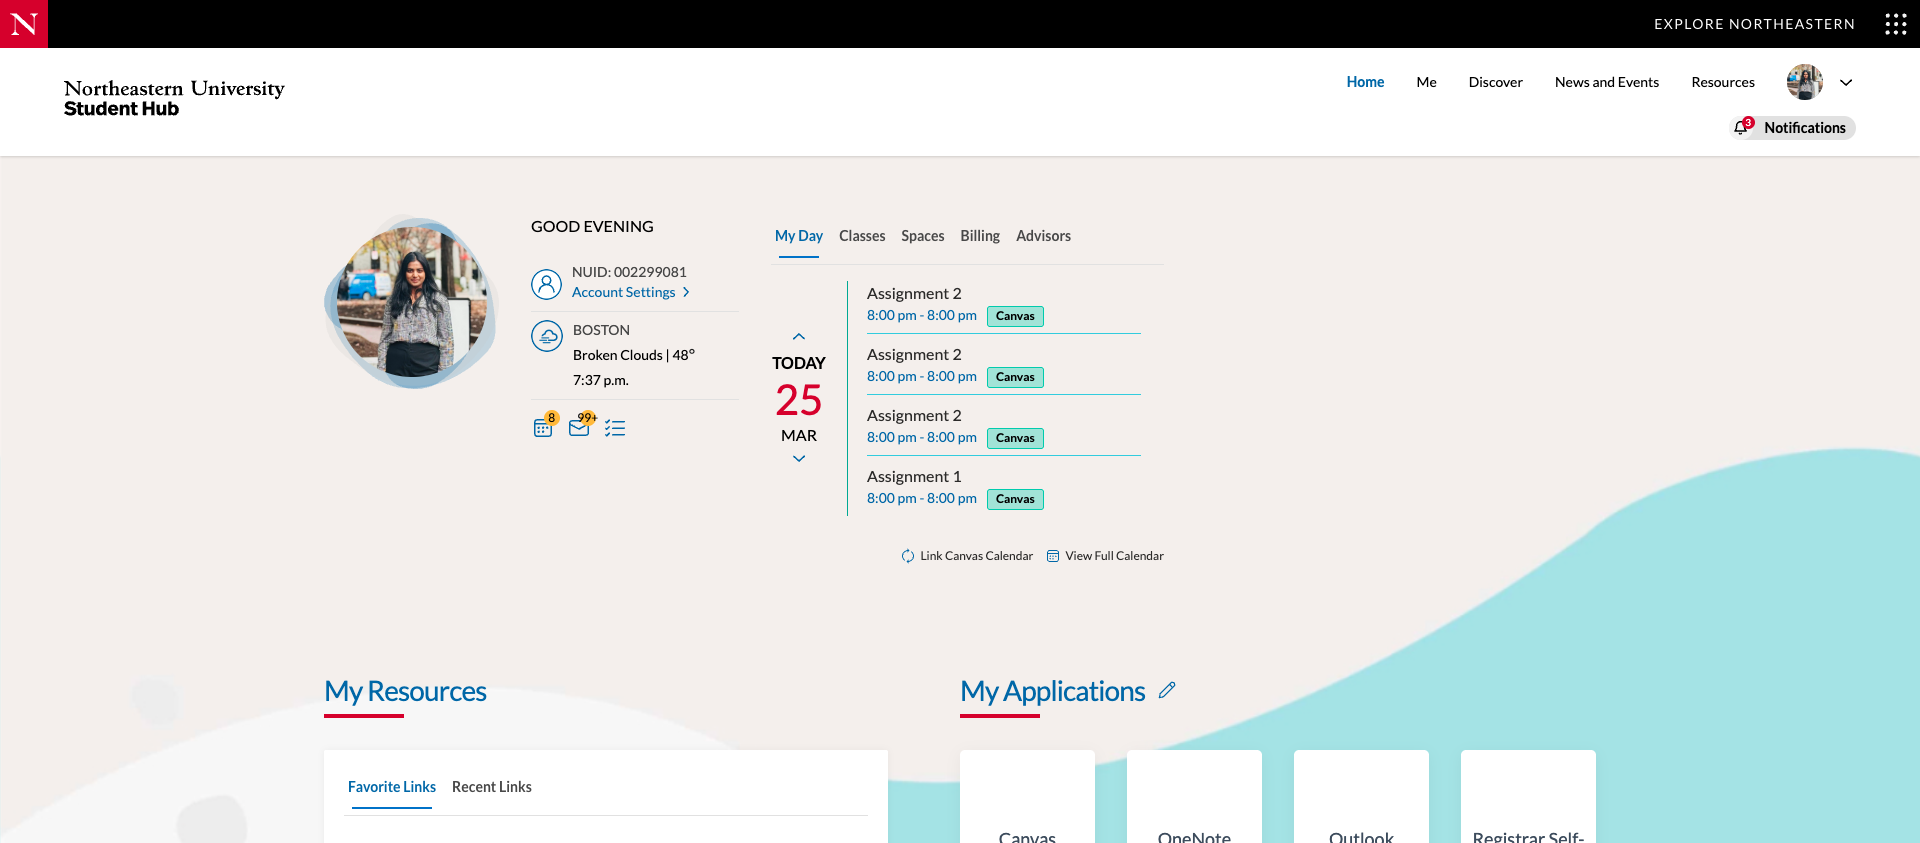 N
EXPLORE NORTHEASTERN
Northeastern University
Student Hub
Home Me Discover News and Events Resources
3 Notifications
GOOD EVENING
NUID: 002299081
Account Settings
BOSTON
Broken Clouds | 48°
7:37 p.m.
8 99+
My Day Classes Spaces Billing Advisors
TODAY
25
MAR
Assignment 2
8:00 pm - 8:00 pm Canvas
Assignment 2
8:00 pm - 8:00 pm Canvas
Assignment 2
8:00 pm - 8:00 pm Canvas
Assignment 1
8:00 pm - 8:00 pm Canvas
Link Canvas Calendar View Full Calendar
My Resources
Favorite Links Recent Links
My Applications
Canvas OneNote Outlook Registrar Self-